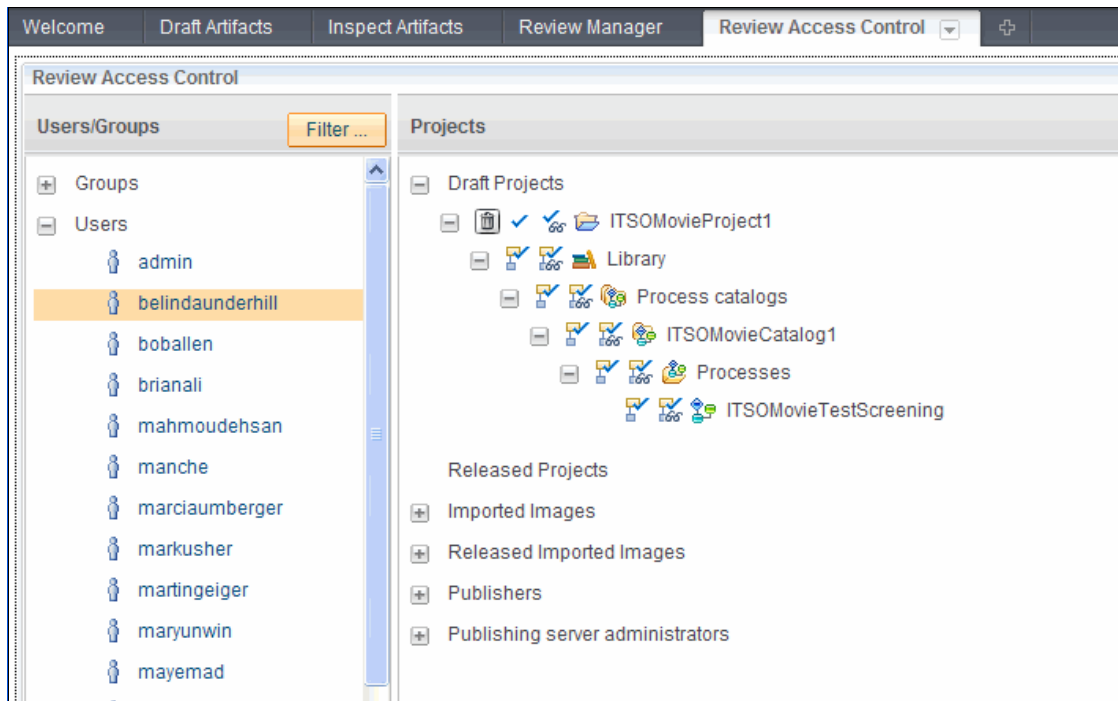 Welcome Draft Artifacts Inspect Artifacts Review Manager Review Access Control
Review Access Control
Users/Groups Filter ...
Groups
Users
admin
belindaunderhill
boballen
brianali
mahmoudehsan
manche
marciaumberger
markusher
martingeiger
maryunwin
mayemad
Projects
Draft Projects
ITSOMovieProject1
Library
Process catalogs
ITSOMovieCatalog1
Processes
ITSOMovieTestScreening
Released Projects
Imported Images
Released Imported Images
Publishers
Publishing server administrators